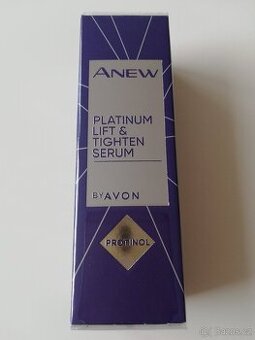 ANEW
PLATINUM
LIFT &
TIGHTEN
SERUM
BY AVON
PROTINOL